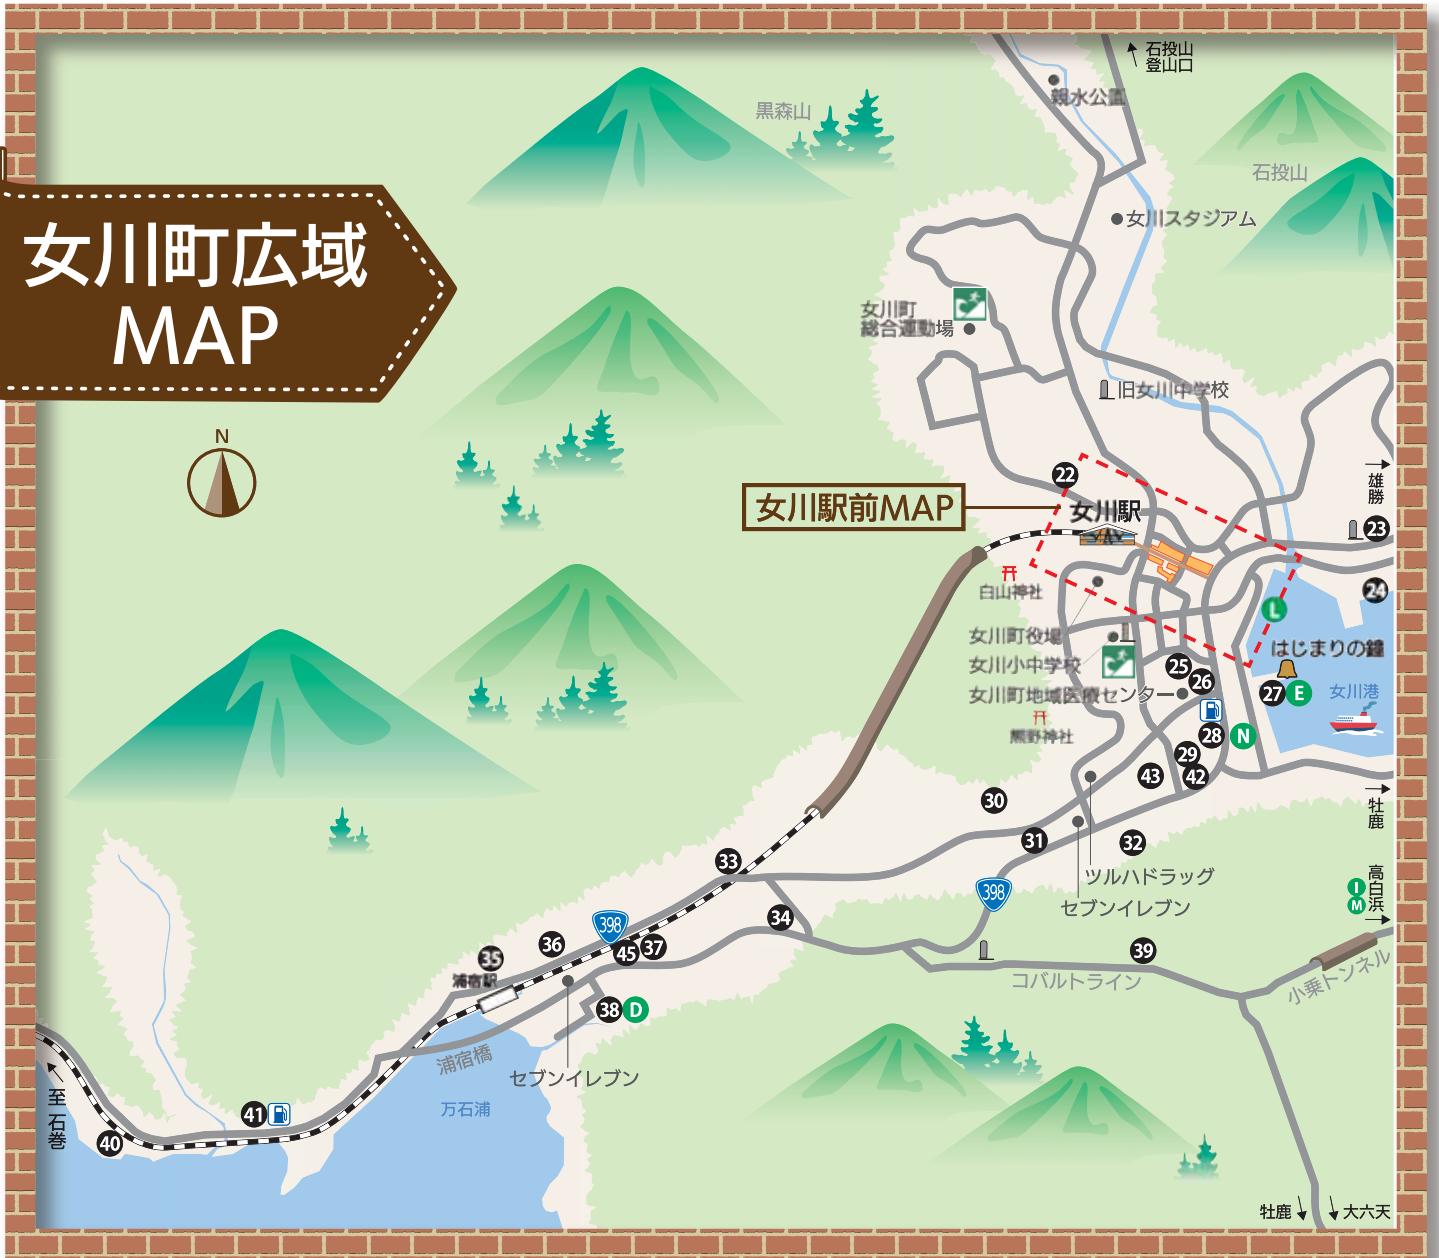 石投山
登山口
親水公園
黒森山
石投山
女川スタジアム
女川町広域
MAP
女川町
総合運動場
旧女川中学校
N
雄勝
22
女川駅前MAP
女川駅
23
白山神社
24
L
女川町役場
はじまりの鐘
女川小中学校
25
26
女川町地域医療センター
27
E
女川港
熊野神社
28
N
29
43
42
30
牡鹿
31
32
33
ツルハドラッグ
398
セブンイレブン
高白浜
I
M
34
398
36
45
37
35
39
浦宿駅
コバルトライン
小乗トンネル
38
D
浦宿橋
セブンイレブン
至 石巻
万石浦
41
40
牡鹿
大六天